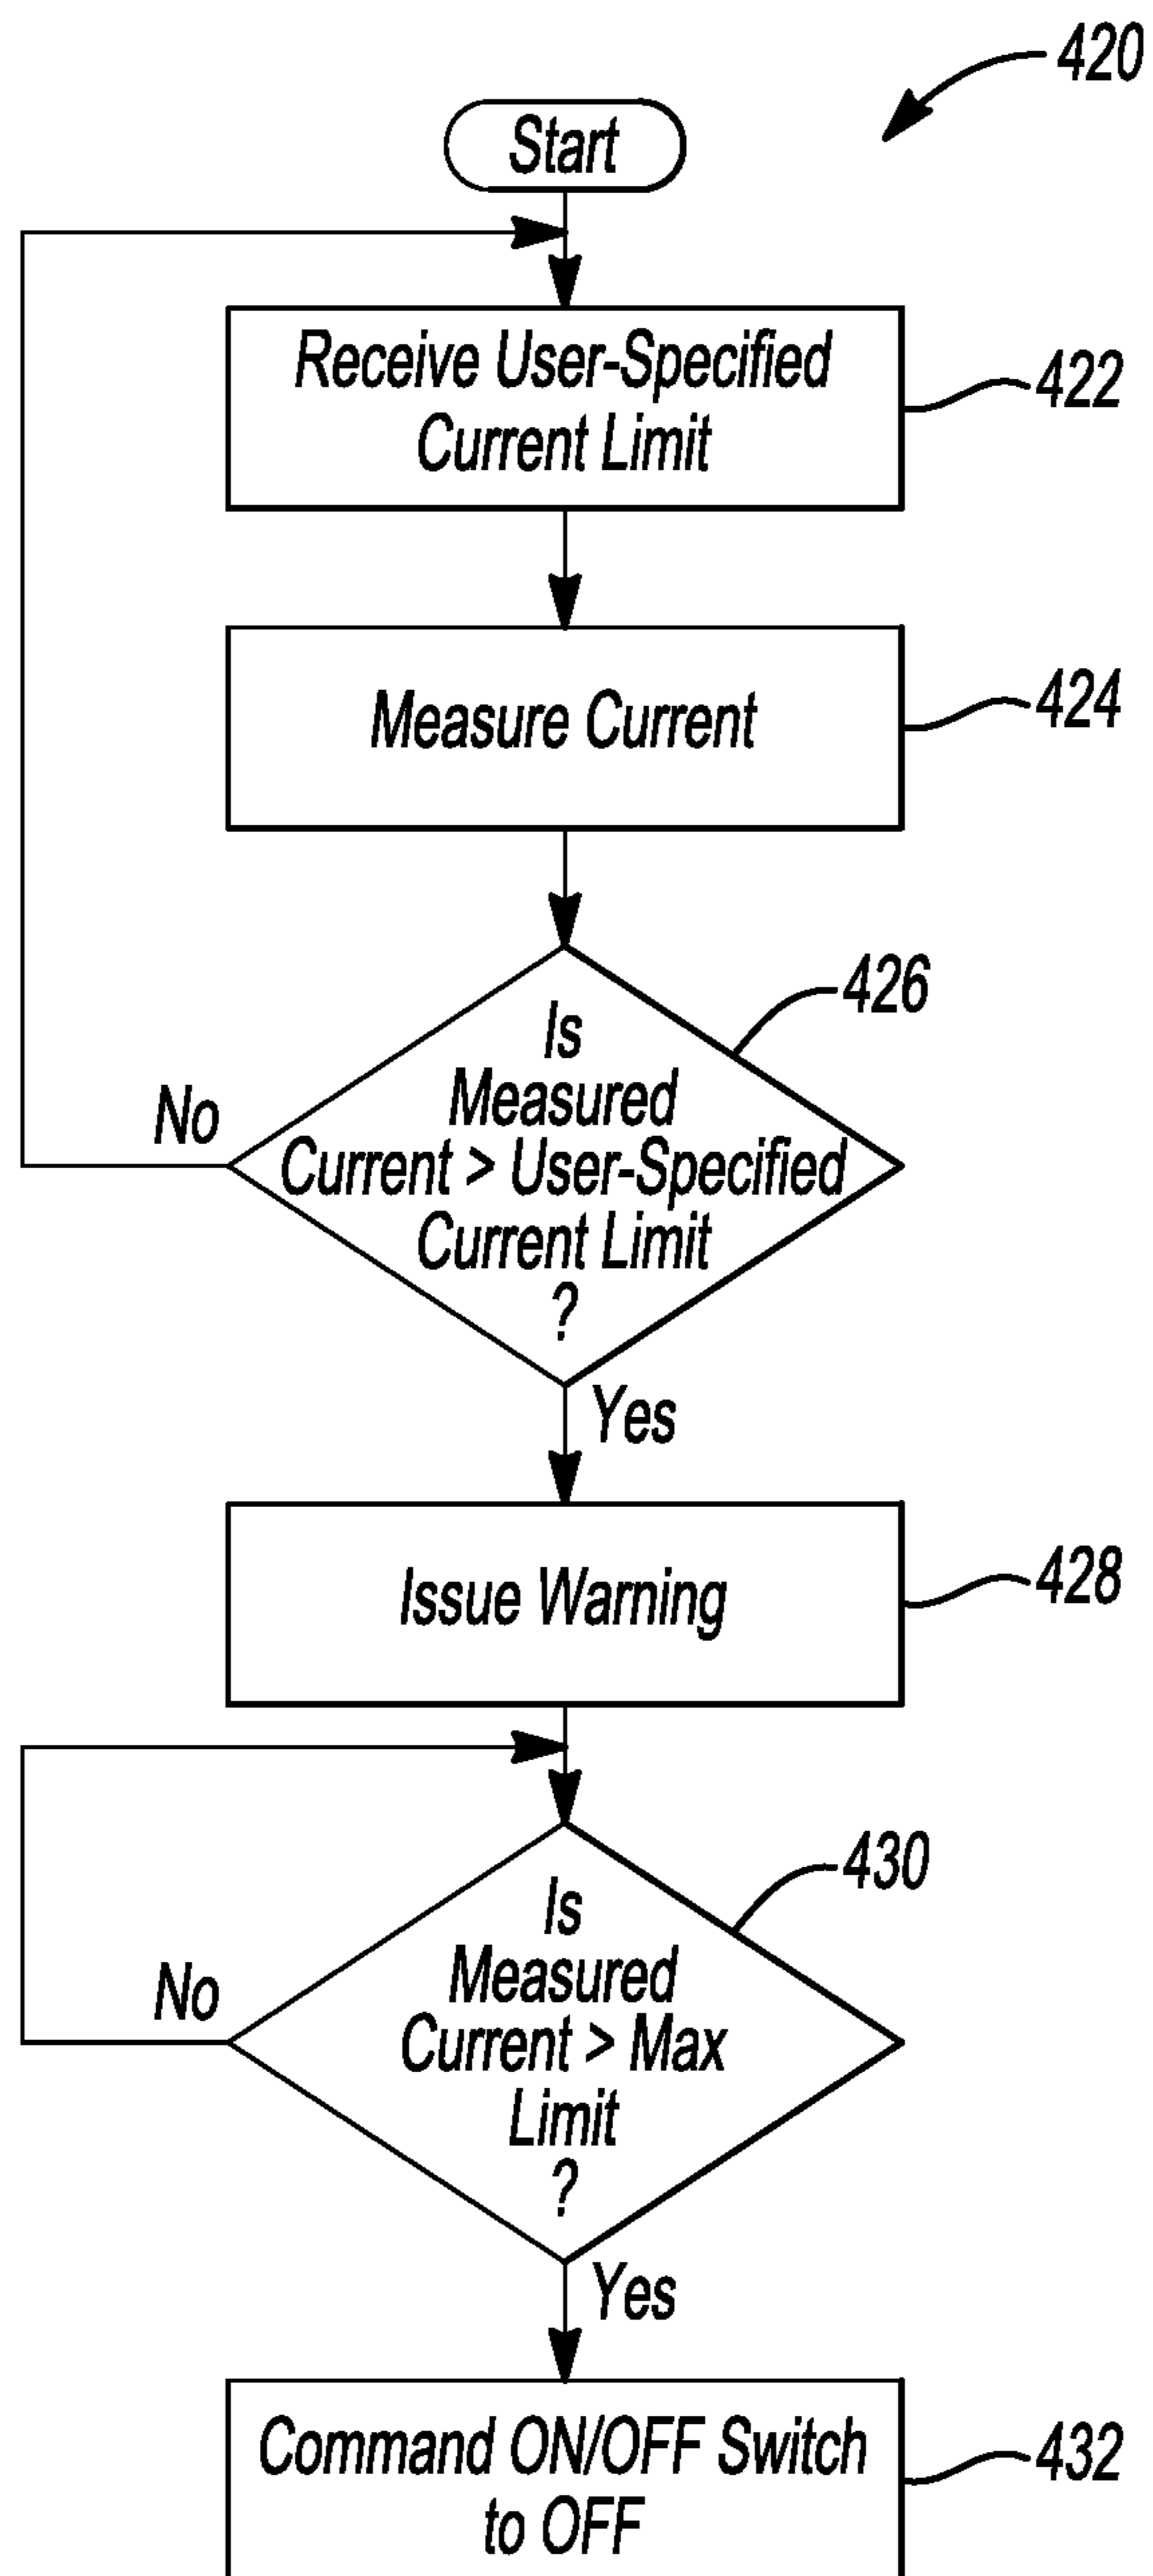 420
Start
Receive User-Specified
Current Limit
422
Measure Current
424
426
Is
Measured
Current > User-Specified
Current Limit
?
No
Yes
Issue Warning
428
430
Is
Measured
Current > Max
Limit
?
No
Yes
Command ON/OFF Switch
to OFF
432